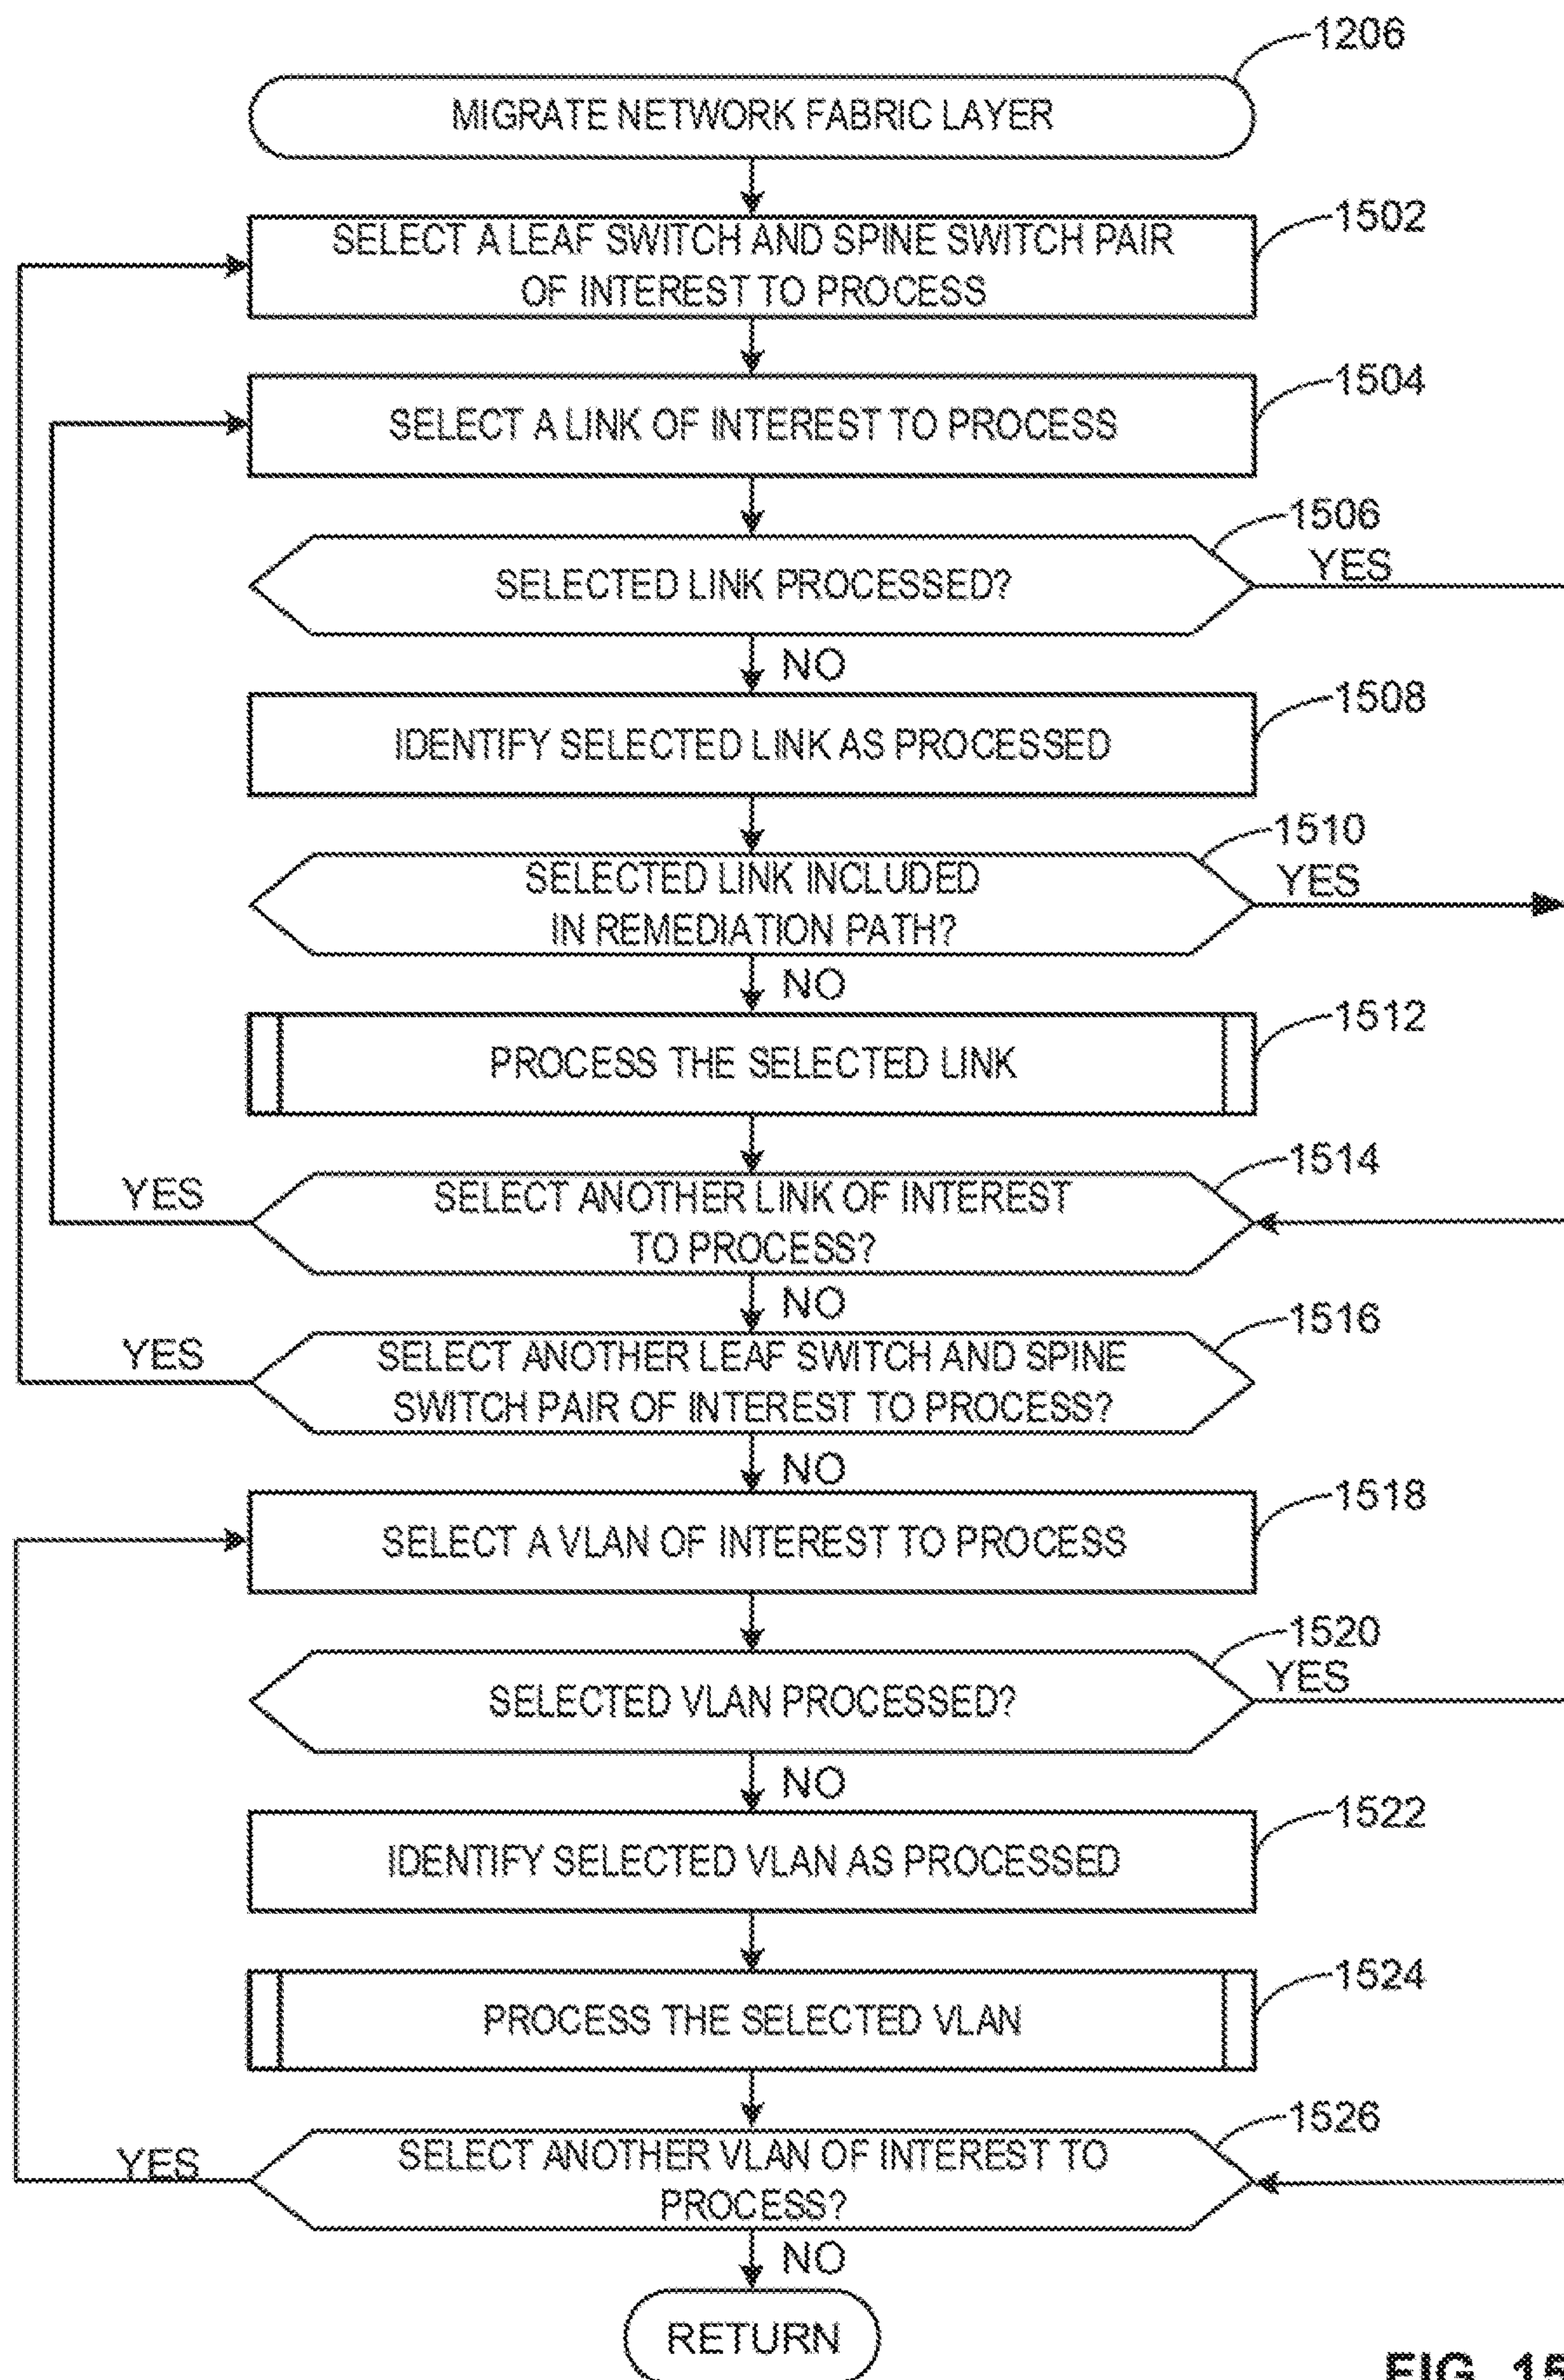 1206
MIGRATE NETWORK FABRIC LAYER
1502
SELECT A LEAF SWITCH AND SPINE SWITCH PAIR
OF INTEREST TO PROCESS
1504
SELECT A LINK OF INTEREST TO PROCESS
1506
SELECTED LINK PROCESSED?
YES
NO
1508
IDENTIFY SELECTED LINK AS PROCESSED
1510
SELECTED LINK INCLUDED
IN REMEDIATION PATH?
YES
NO
1512
PROCESS THE SELECTED LINK
1514
YES
SELECT ANOTHER LINK OF INTEREST
TO PROCESS?
NO
1516
YES
SELECT ANOTHER LEAF SWITCH AND SPINE
SWITCH PAIR OF INTEREST TO PROCESS?
NO
1518
SELECT A VLAN OF INTEREST TO PROCESS
1520
SELECTED VLAN PROCESSED?
YES
NO
1522
IDENTIFY SELECTED VLAN AS PROCESSED
1524
PROCESS THE SELECTED VLAN
1526
YES
SELECT ANOTHER VLAN OF INTEREST TO
PROCESS?
NO
RETURN
FIG. 15